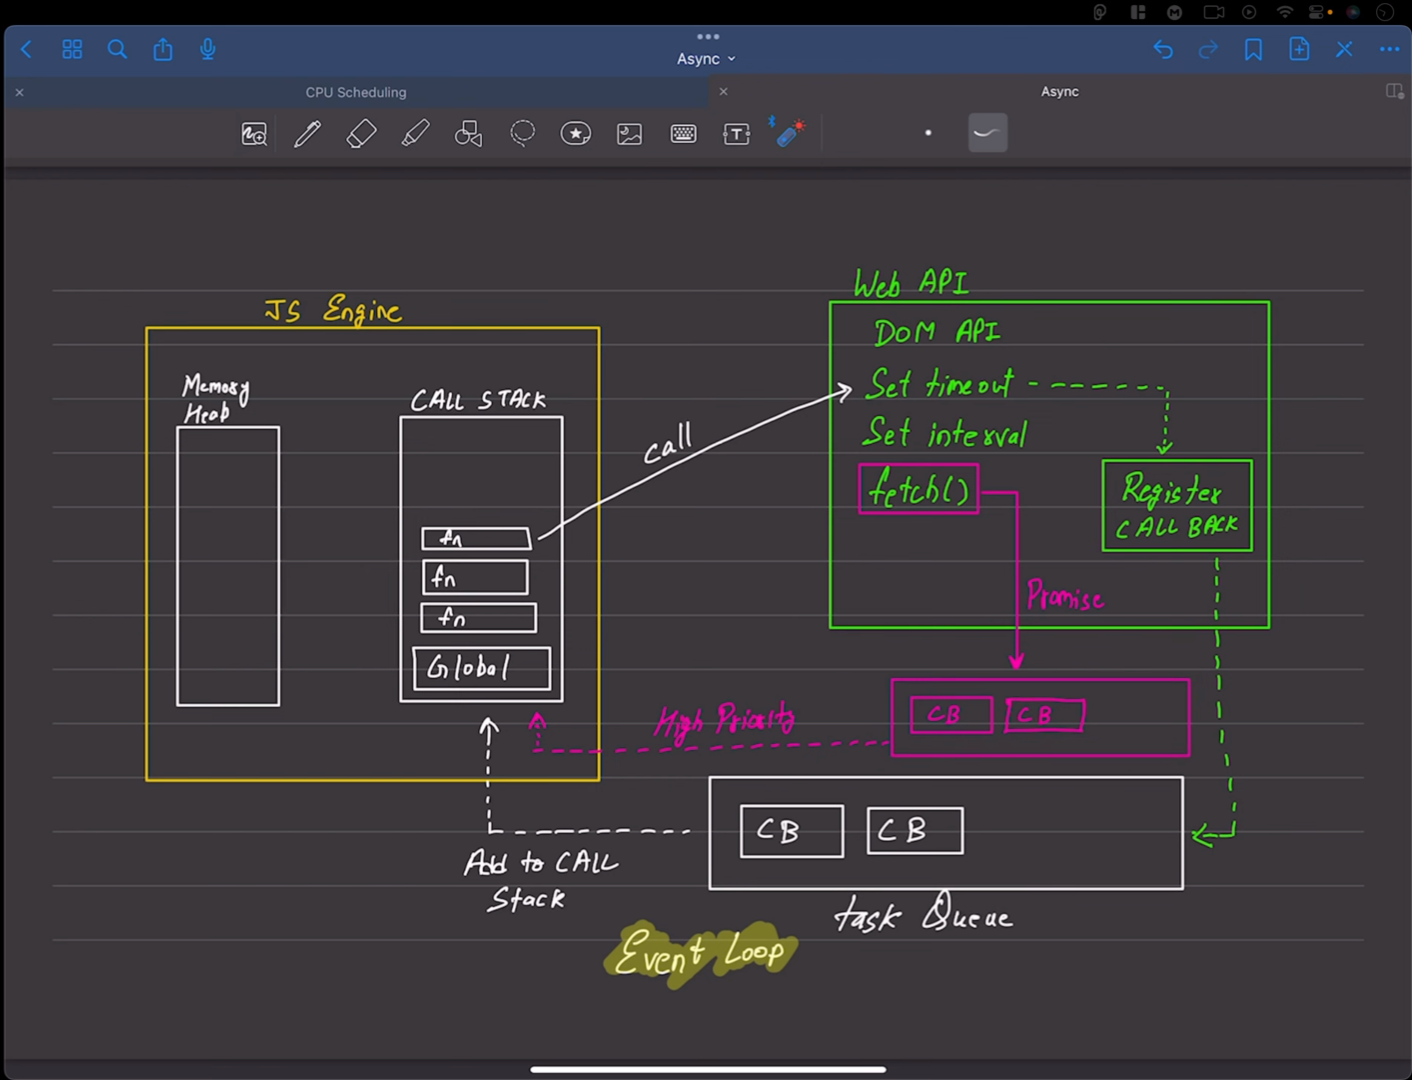 Async
CPU Scheduling
Async
T
Web API
JS Engine
DOM API
Memory
Heap
CALL STACK
Set timeout
call
Set interval
fetch()
Register
CALL BACK
fn
fn
fn
Promise
Global
High Priority
CB
CB
CB
CB
Add to CALL
Stack
task Queue
Event Loop